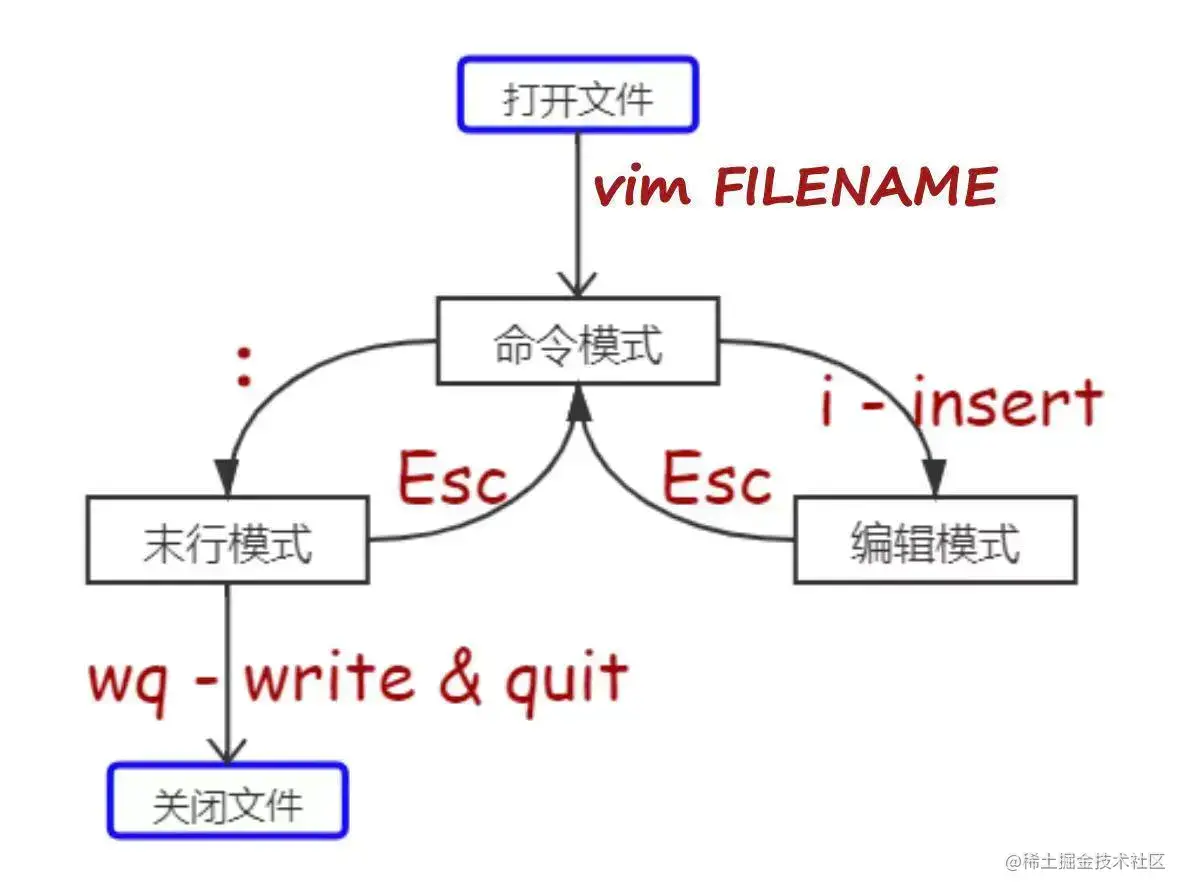 打开文件
vim FILENAME
命令模式
:
i - insert
Esc
Esc
末行模式
编辑模式
wq - write & quit
关闭文件
@稀土掘金技术社区